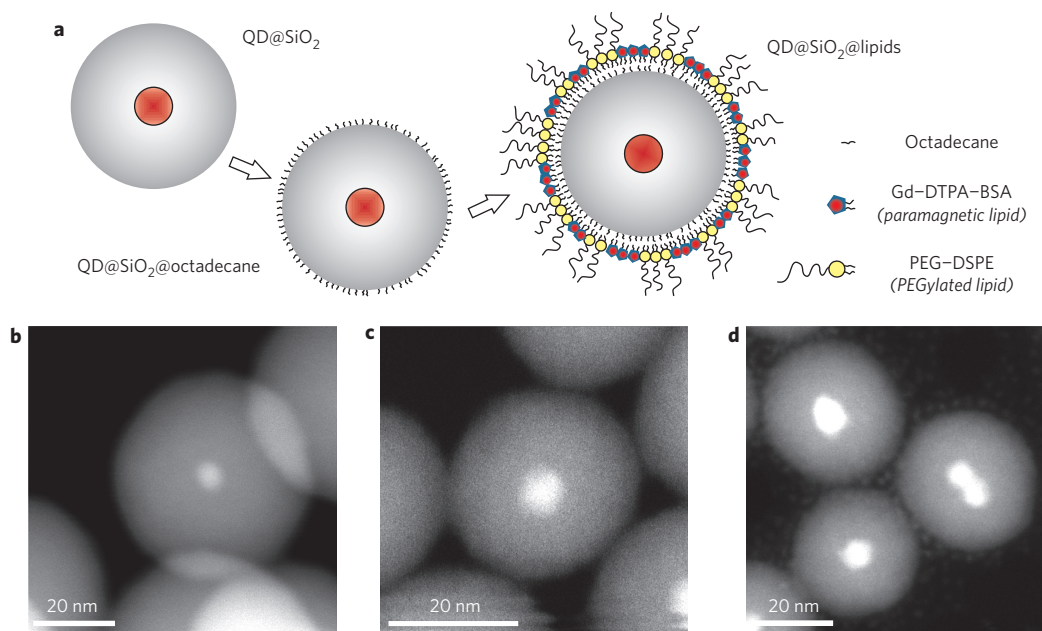 a
QD@SiO₂
QD@SiO₂@octadecane
QD@SiO₂@lipids
Octadecane
Gd–DTPA–BSA
(paramagnetic lipid)
PEG–DSPE
(PEGylated lipid)
b
20 nm
c
20 nm
d
20 nm